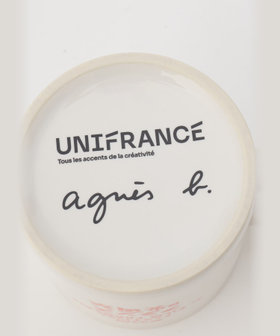 UNIFRANCE
Tous les accents de la créativité
agnès b.